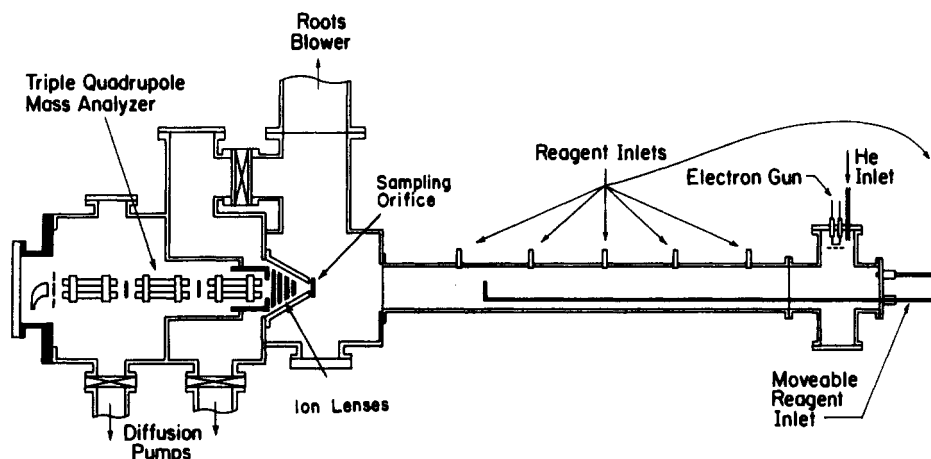 Roots
Blower
Triple Quadrupole
Mass Analyzer
Sampling
Orifice
Reagent Inlets
Electron Gun
He
Inlet
Ion Lenses
Moveable
Reagent
Inlet
Diffusion
Pumps